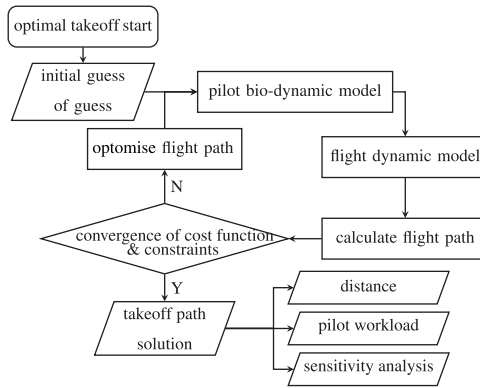 optimal takeoff start
initial guess
of guess
pilot bio-dynamic model
optomise flight path
flight dynamic model
N
convergence of cost function
& constraints
calculate flight path
Y
takeoff path
solution
distance
pilot workload
sensitivity analysis